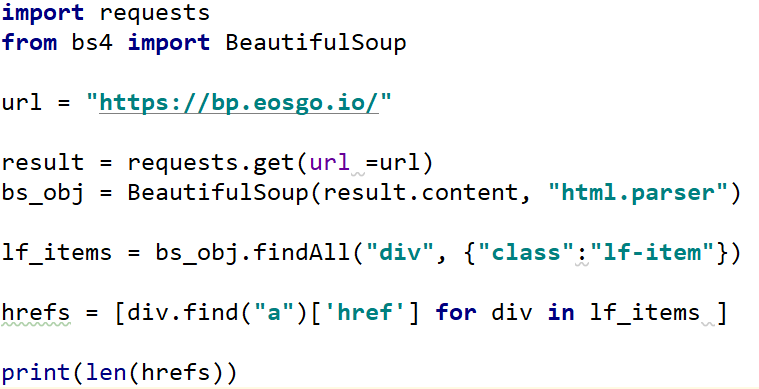 import requests
from bs4 import BeautifulSoup
url = "https://bp.eosgo.io/"
result = requests.get(url =url)
bs_obj = BeautifulSoup(result.content, "html.parser")
lf_items = bs_obj.findAll("div", {"class":"lf-item"})
hrefs = [div.find("a")['href'] for div in lf_items ]
print(len(hrefs))